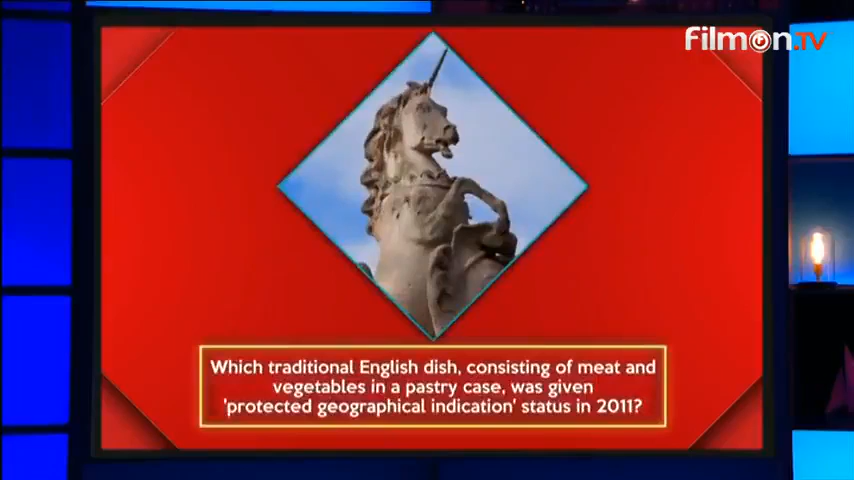 Filmon.TV
Which traditional English dish, consisting of meat and
vegetables in a pastry case, was given
'protected geographical indication' status in 2011?